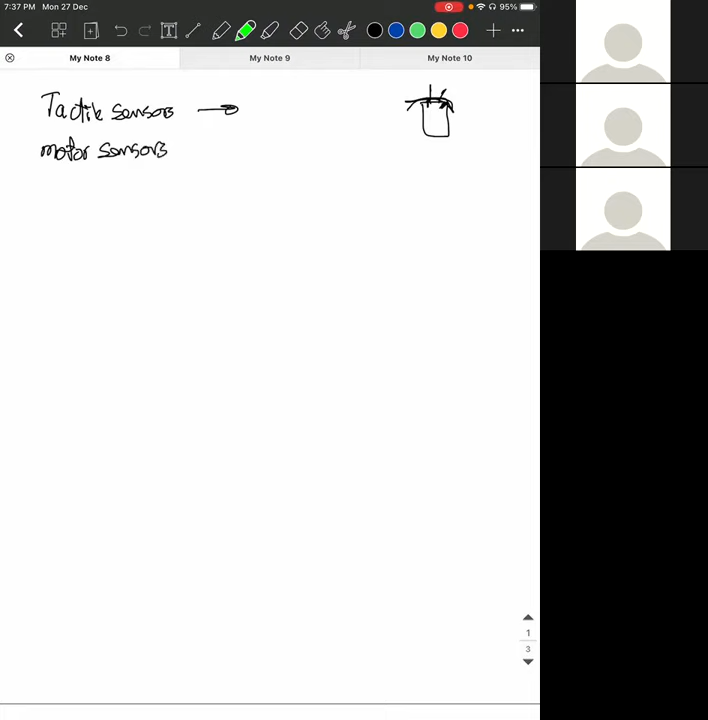 7:37 PM Mon 27 Dec
95%
My Note 8
My Note 9
My Note 10
Tactile sensors
motor sensors
1
3